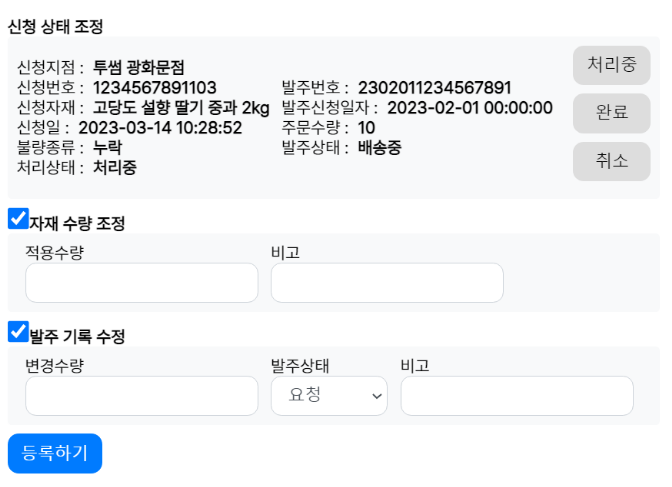 신청 상태 조정
신청지점 : 투썸 광화문점
신청번호 : 1234567891103 발주번호 : 2302011234567891
신청자재 : 고당도 설향 딸기 중과 2kg 발주신청일자 : 2023-02-01 00:00:00
신청일 : 2023-03-14 10:28:52 주문수량 : 10
불량종류 : 누락 발주상태 : 배송중
처리상태 : 처리중
처리중
완료
취소
자재 수량 조정
적용수량 비고
발주 기록 수정
변경수량 발주상태 비고
요청
등록하기